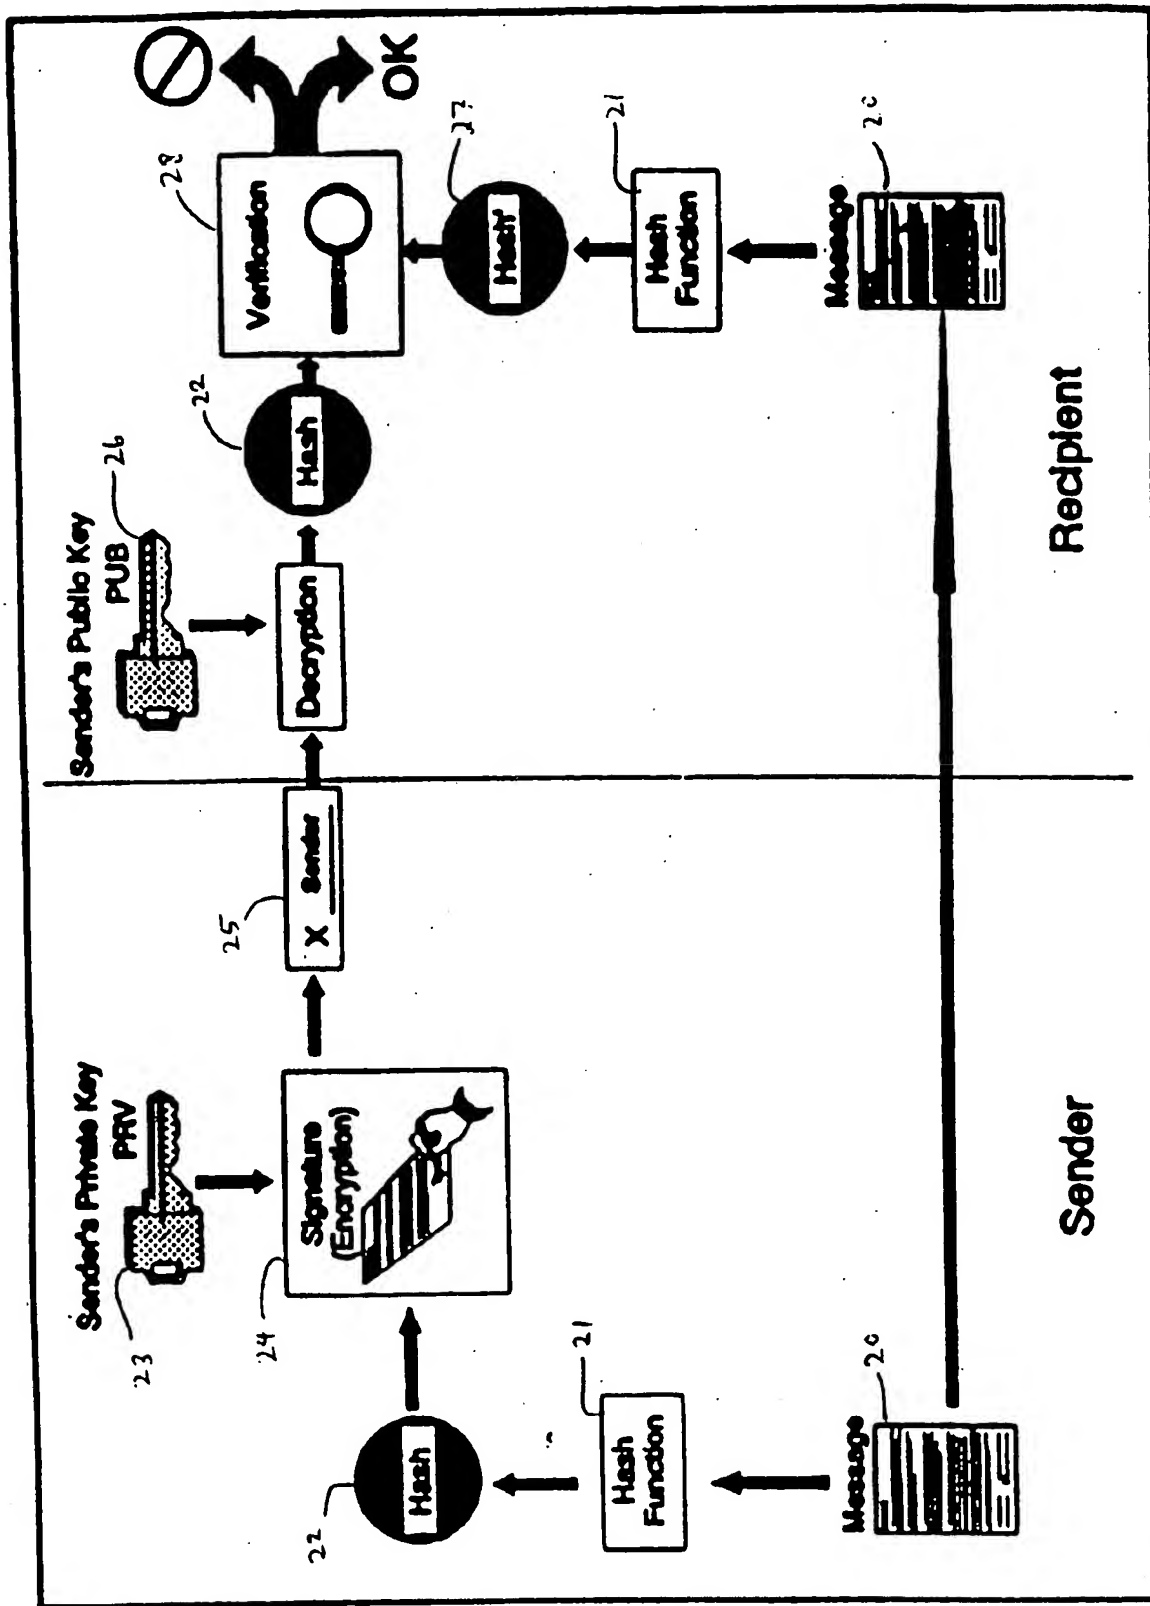 Sender's Private Key
PRV
23
Signature
(Encryption)
24
X Sender
25
Hash
22
Hash
Function
21
Message
20
Sender
Sender's Public Key
PUB
26
Decryption
Hash
22
Verification
28
OK
Hash'
27
Hash
Function
21
Message
20
Recipient